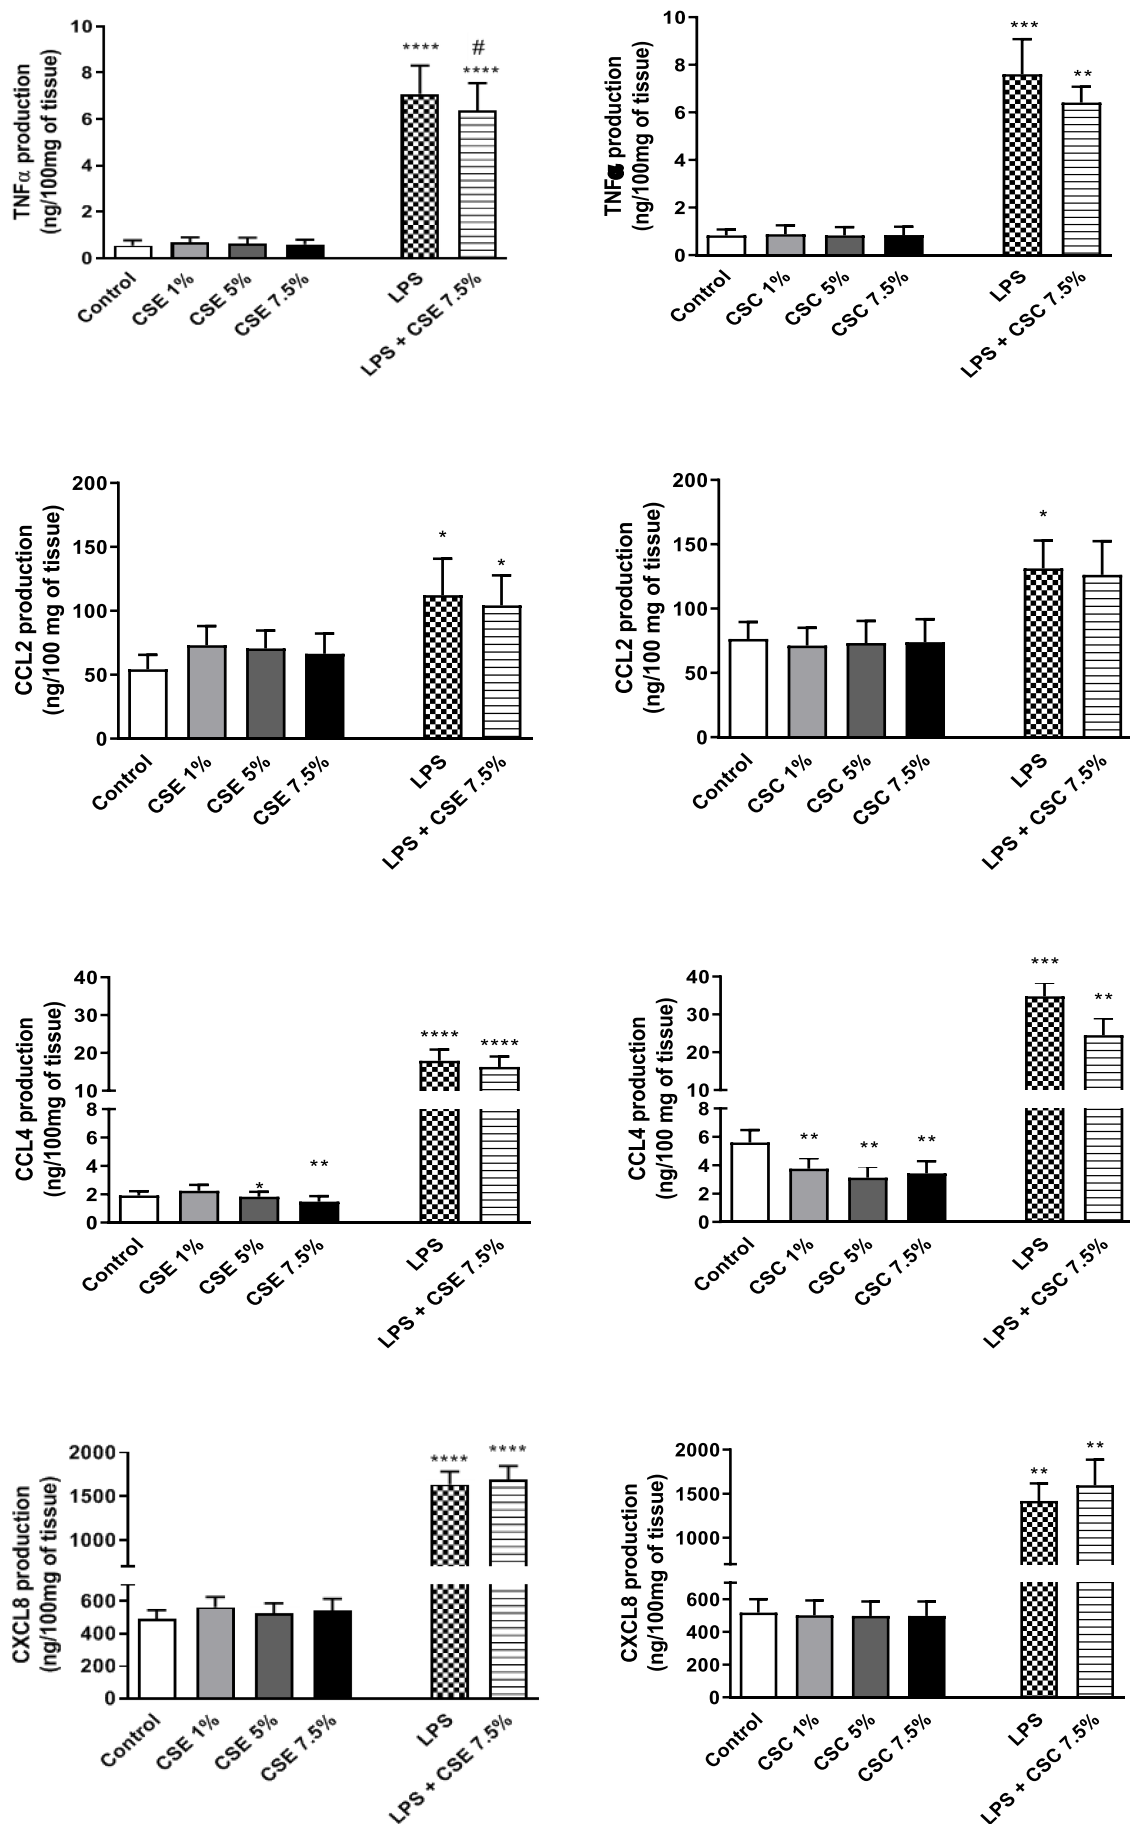 TNFα production
(ng/100mg of tissue)
10
8
6
4
2
0
****
#
****
Control
CSE 1%
CSE 5%
CSE 7.5%
LPS
LPS + CSE 7.5%
TNFα production
(ng/100mg of tissue)
10
8
6
4
2
0
***
**
Control
CSC 1%
CSC 5%
CSC 7.5%
LPS
LPS + CSC 7.5%
CCL2 production
(ng/100 mg of tissue)
200
150
100
50
0
*
*
Control
CSE 1%
CSE 5%
CSE 7.5%
LPS
LPS + CSE 7.5%
CCL2 production
(ng/100 mg of tissue)
200
150
100
50
0
*
Control
CSC 1%
CSC 5%
CSC 7.5%
LPS
LPS + CSC 7.5%
CCL4 production
(ng/100mg of tissue)
40
30
20
10
8
6
4
2
0
*
**
****
****
Control
CSE 1%
CSE 5%
CSE 7.5%
LPS
LPS + CSE 7.5%
CCL4 production
(ng/100 mg of tissue)
40
30
20
10
8
6
4
2
0
**
**
**
***
**
Control
CSC 1%
CSC 5%
CSC 7.5%
LPS
LPS + CSC 7.5%
CXCL8 production
(ng/100mg of tissue)
2000
1500
1000
600
400
200
0
****
****
Control
CSE 1%
CSE 5%
CSE 7.5%
LPS
LPS + CSE 7.5%
CXCL8 production
(ng/100mg of tissue)
2000
1500
1000
600
400
200
0
**
**
Control
CSC 1%
CSC 5%
CSC 7.5%
LPS
LPS + CSC 7.5%